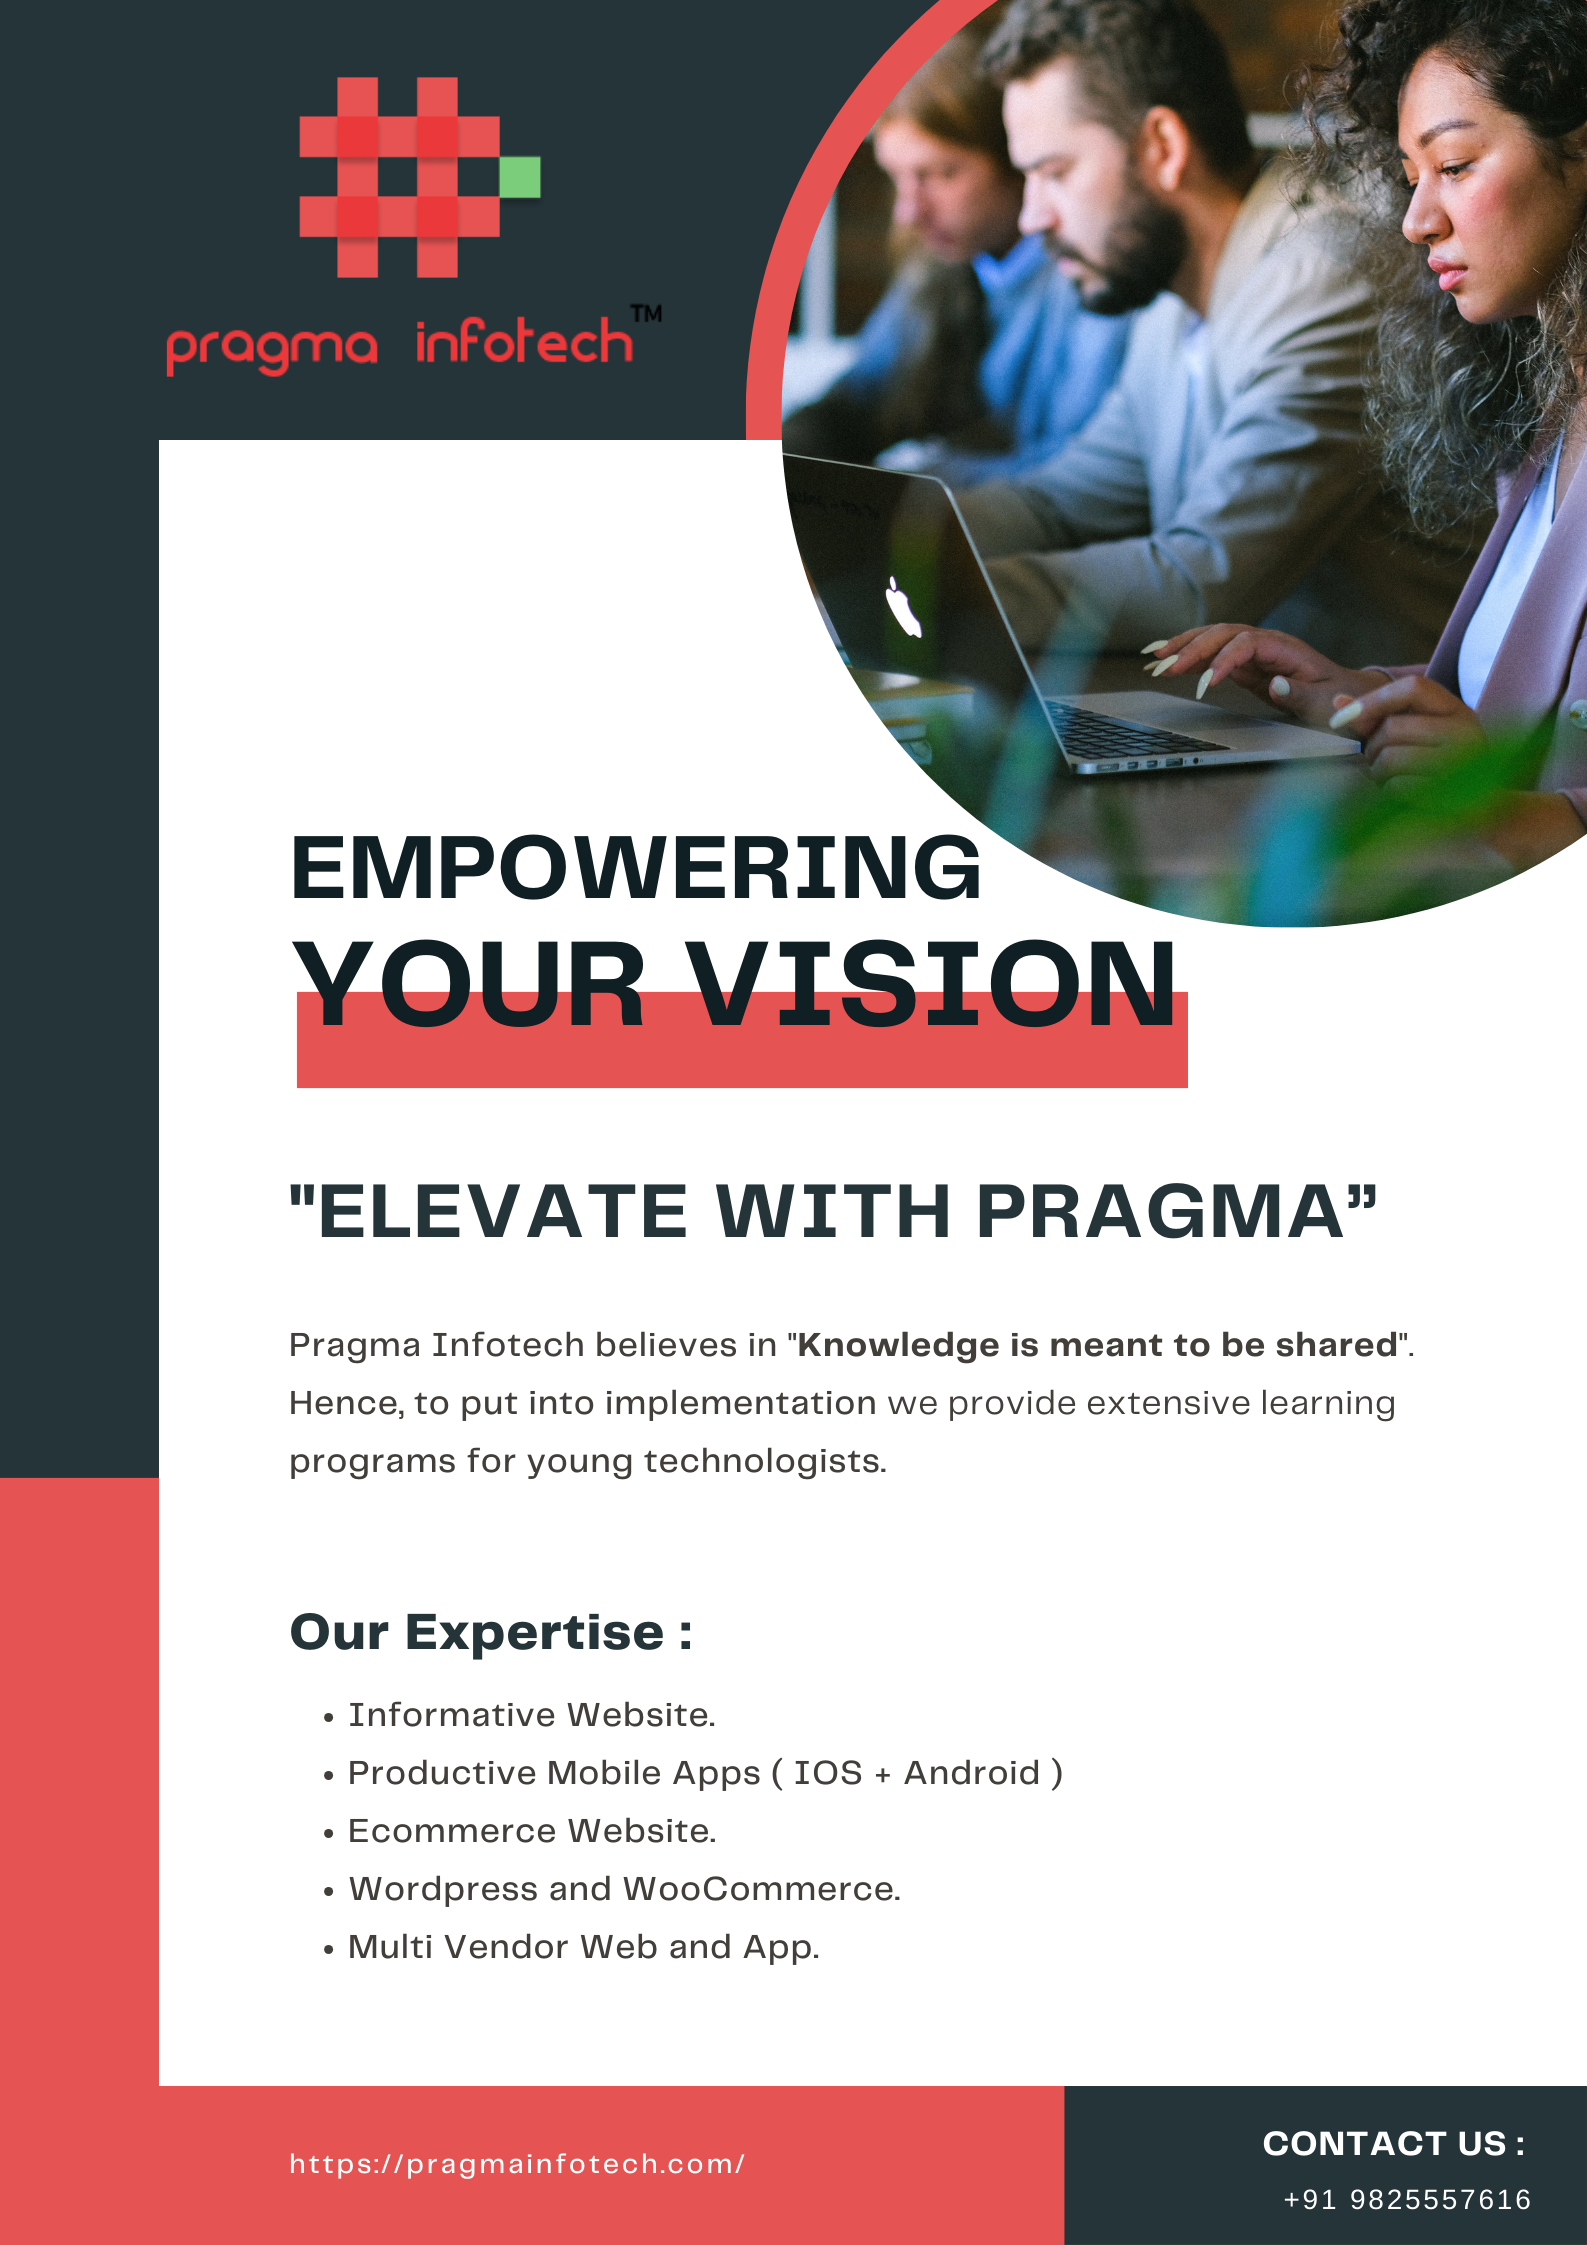 pragma infotech™
EMPOWERING
YOUR VISION
"ELEVATE WITH PRAGMA”
Pragma Infotech believes in "Knowledge is meant to be shared".
Hence, to put into implementation we provide extensive learning
programs for young technologists.
Our Expertise :
• Informative Website.
• Productive Mobile Apps ( IOS + Android )
• Ecommerce Website.
• Wordpress and WooCommerce.
• Multi Vendor Web and App.
https://pragmainfotech.com/
CONTACT US :
+91 9825557616